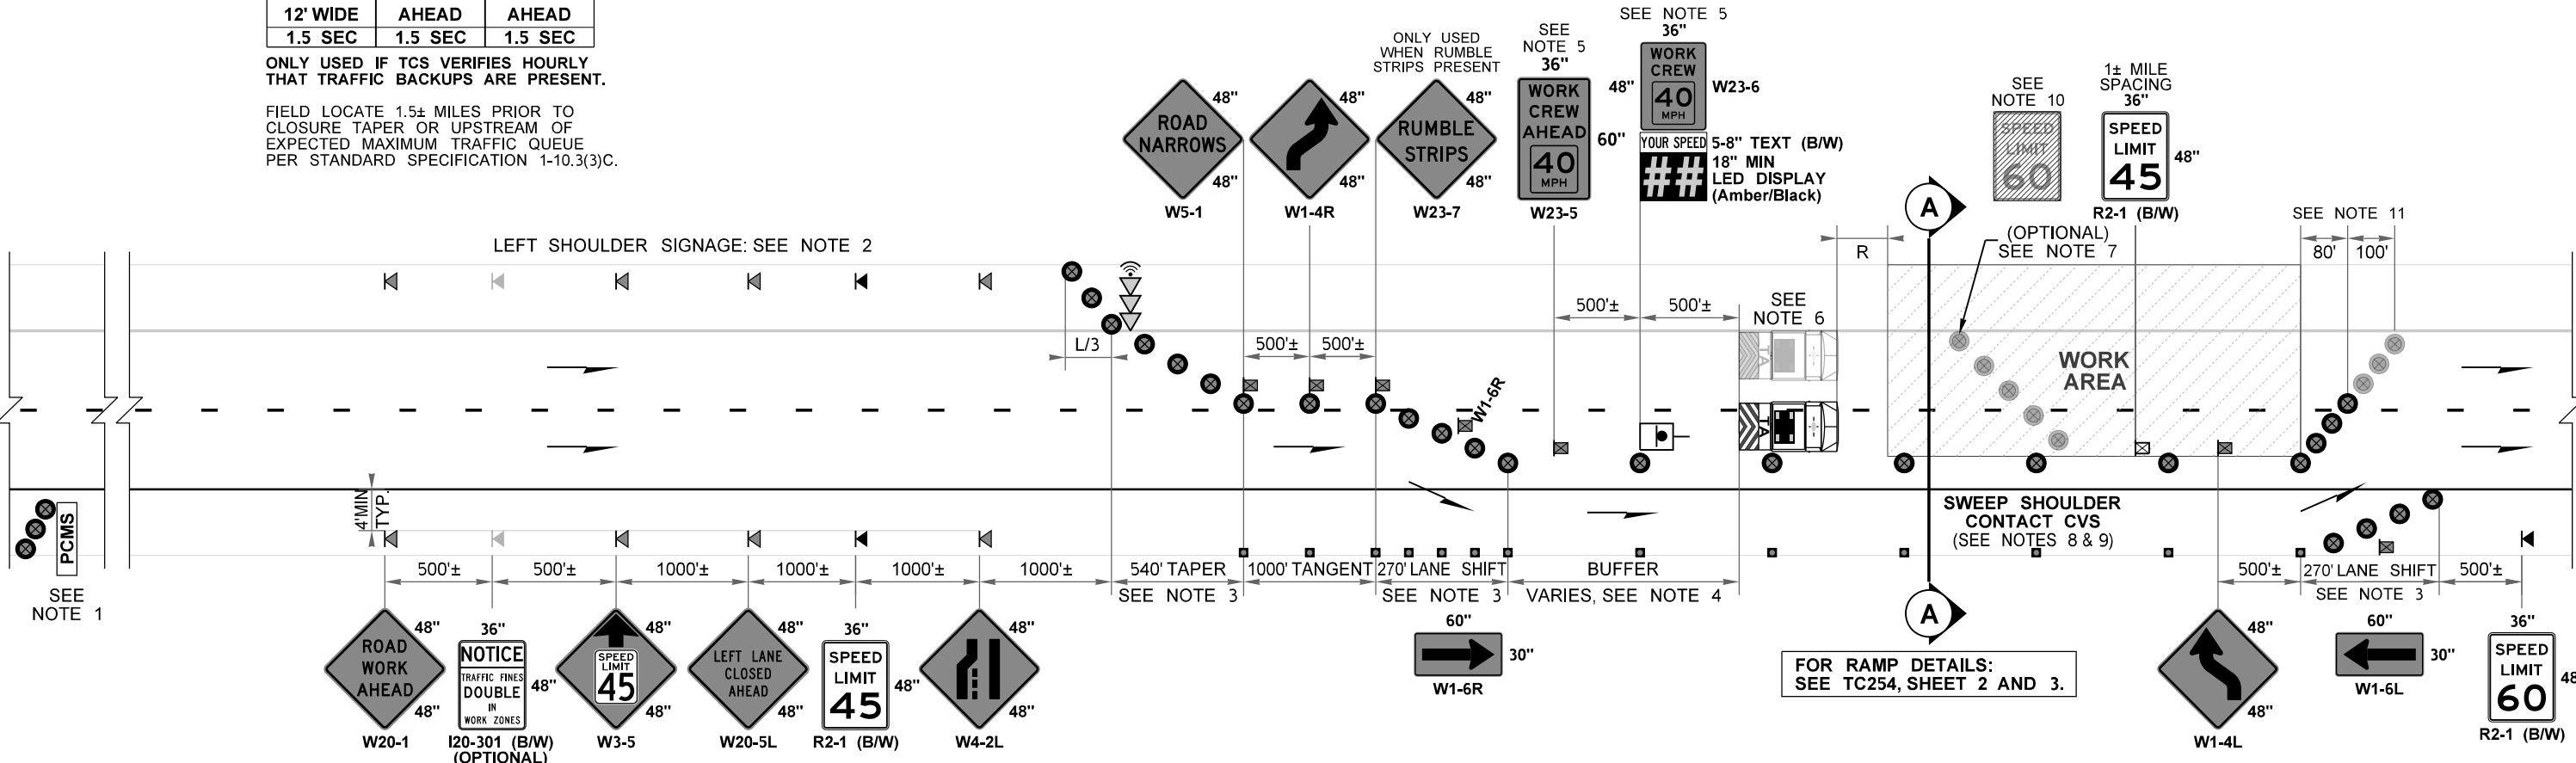 12' WIDE AHEAD AHEAD
1.5 SEC 1.5 SEC 1.5 SEC
ONLY USED IF TCS VERIFIES HOURLY
THAT TRAFFIC BACKUPS ARE PRESENT.
FIELD LOCATE 1.5± MILES PRIOR TO
CLOSURE TAPER OR UPSTREAM OF
EXPECTED MAXIMUM TRAFFIC QUEUE
PER STANDARD SPECIFICATION 1-10.3(3)C.
ROAD
NARROWS
48"
48"
W5-1
48"
48"
W1-4R
ONLY USED
WHEN RUMBLE
STRIPS PRESENT
RUMBLE
STRIPS
48"
48"
W23-7
SEE
NOTE 5
36"
WORK
CREW
AHEAD
40
MPH
60"
W23-5
SEE NOTE 5
36"
WORK
CREW
40
MPH
48"
W23-6
YOUR SPEED
5-8" TEXT (B/W)
##
18" MIN
LED DISPLAY
(Amber/Black)
SEE
NOTE 10
SPEED
LIMIT
60
1± MILE
SPACING
36"
SPEED
LIMIT
45
48"
R2-1 (B/W)
LEFT SHOULDER SIGNAGE: SEE NOTE 2
A
R
(OPTIONAL)
SEE NOTE 7
SEE NOTE 11
80' 100'
L/3
500'± 500'±
500'± 500'±
SEE
NOTE 6
TA
TA
W1-6R
WORK
AREA
4'MIN
TYP.
PCMS
SEE
NOTE 1
SWEEP SHOULDER
CONTACT CVS
(SEE NOTES 8 & 9)
500'± 500'± 1000'± 1000'± 1000'± 1000'± 540' TAPER 1000' TANGENT 270' LANE SHIFT BUFFER
SEE NOTE 3
SEE NOTE 3
VARIES, SEE NOTE 4
500'± 270' LANE SHIFT 500'±
SEE NOTE 3
A
ROAD
WORK
AHEAD
48"
48"
W20-1
36"
NOTICE
TRAFFIC FINES
DOUBLE
IN
WORK ZONES
48"
I20-301 (B/W)
(OPTIONAL)
SPEED
LIMIT
45
48"
48"
W3-5
LEFT LANE
CLOSED
AHEAD
48"
48"
W20-5L
36"
SPEED
LIMIT
45
48"
R2-1 (B/W)
48"
48"
W4-2L
60"
30"
W1-6R
FOR RAMP DETAILS:
SEE TC254, SHEET 2 AND 3.
48"
48"
W1-4L
60"
30"
W1-6L
36"
SPEED
LIMIT
60
48
R2-1 (B/W)